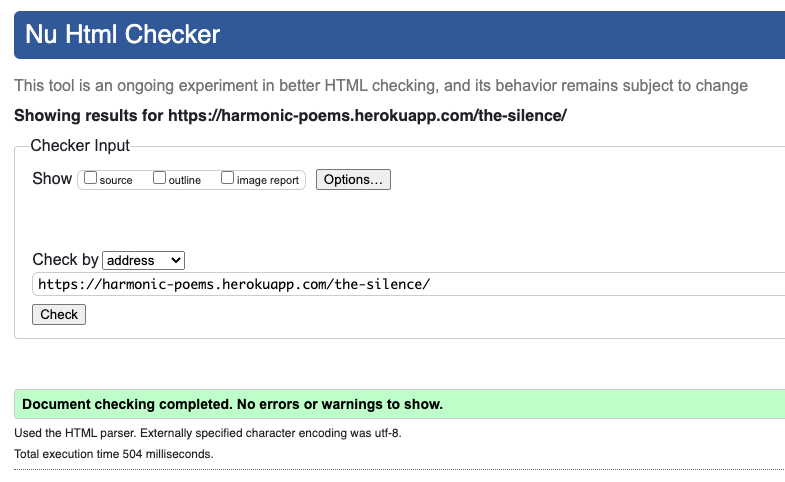 Nu Html Checker
This tool is an ongoing experiment in better HTML checking, and its behavior remains subject to change
Showing results for https://harmonic-poems.herokuapp.com/the-silence/
Checker Input
Show source outline image report Options...
Check by address
https://harmonic-poems.herokuapp.com/the-silence/
Check
Document checking completed. No errors or warnings to show.
Used the HTML parser. Externally specified character encoding was utf-8.
Total execution time 504 milliseconds.